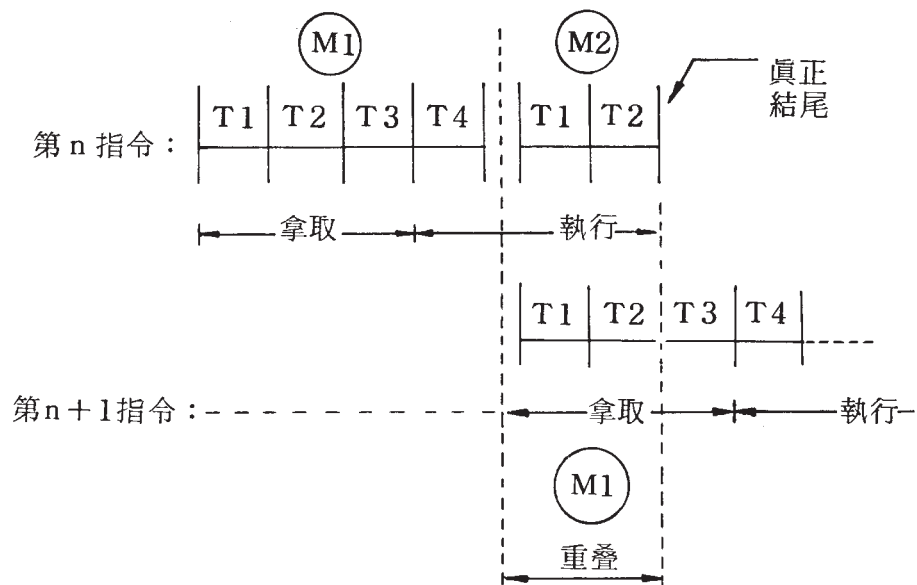 M1
M2
眞正
結尾
第n指令：
T1 T2 T3 T4
T1 T2
拿取
執行
T1 T2 T3 T4
第n＋1指令：
拿取
執行
M1
重叠